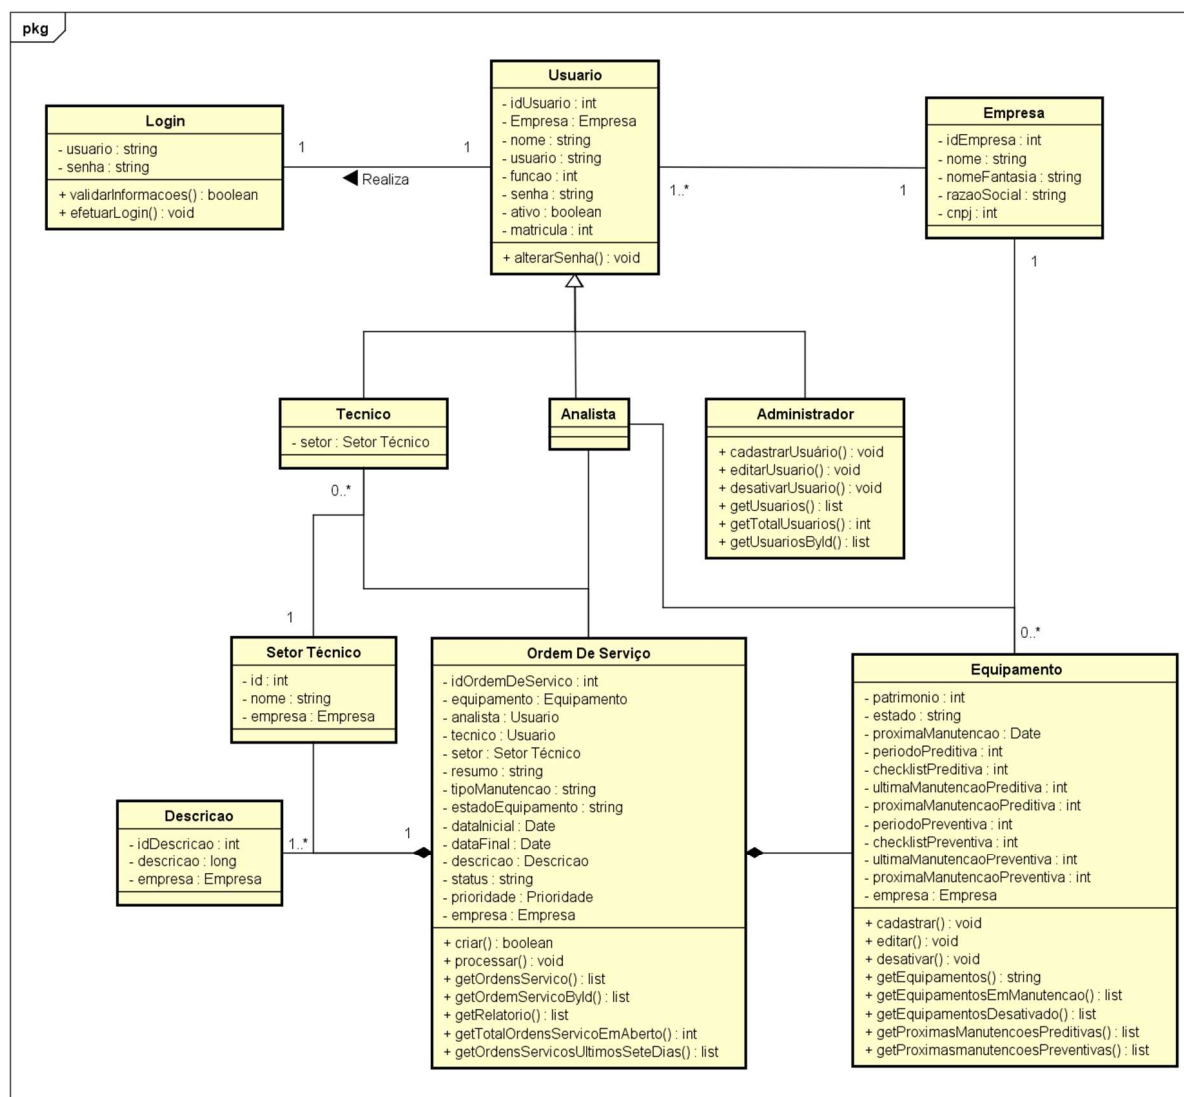 pkg
Usuario
- idUsuario : int
- Empresa : Empresa
- nome : string
- usuario : string
- funcao : int
- senha : string
- ativo : boolean
- matricula : int
+ alterarSenha() : void
Login
- usuario : string
- senha : string
+ validarInformacoes() : boolean
+ efetuarLogin() : void
1
1
Realiza
Empresa
- idEmpresa : int
- nome : string
- nomeFantasia : string
- razaoSocial : string
- cnpj : int
1..*
1
1
Tecnico
- setor : Setor Técnico
Analista
Administrador
+ cadastrarUsuário() : void
+ editarUsuario() : void
+ desativarUsuario() : void
+ getUsuarios() : list
+ getTotalUsuarios() : int
+ getUsuariosById() : list
0..*
1
0..*
Setor Técnico
- id : int
- nome : string
- empresa : Empresa
Ordem De Serviço
- idOrdemDeServico : int
- equipamento : Equipamento
- analista : Usuario
- tecnico : Usuario
- setor : Setor Técnico
- resumo : string
- tipoManutencao : string
- estadoEquipamento : string
- dataInicial : Date
- dataFinal : Date
- descricao : Descricao
- status : string
- prioridade : Prioridade
- empresa : Empresa
+ criar() : boolean
+ processar() : void
+ getOrdensServico() : list
+ getOrdemServicoById() : list
+ getRelatorio() : list
+ getTotalOrdensServicoEmAberto() : int
+ getOrdensServicosUltimosSeteDias() : list
Equipamento
- patrimonio : int
- estado : string
- proximaManutencao : Date
- periodoPreditiva : int
- checklistPreditiva : int
- ultimaManutencaoPreditiva : int
- proximaManutencaoPreditiva : int
- periodoPreventiva : int
- checklistPreventiva : int
- ultimaManutencaoPreventiva : int
- proximaManutencaoPreventiva : int
- empresa : Empresa
+ cadastrar() : void
+ editar() : void
+ desativar() : void
+ getEquipamentos() : string
+ getEquipamentosEmManutencao() : list
+ getEquipamentosDesativado() : list
+ getProximasManutencoesPreditivas() : list
+ getProximasmanutencoesPreventivas() : list
Descricao
- idDescricao : int
- descricao : long
- empresa : Empresa
1..*
1